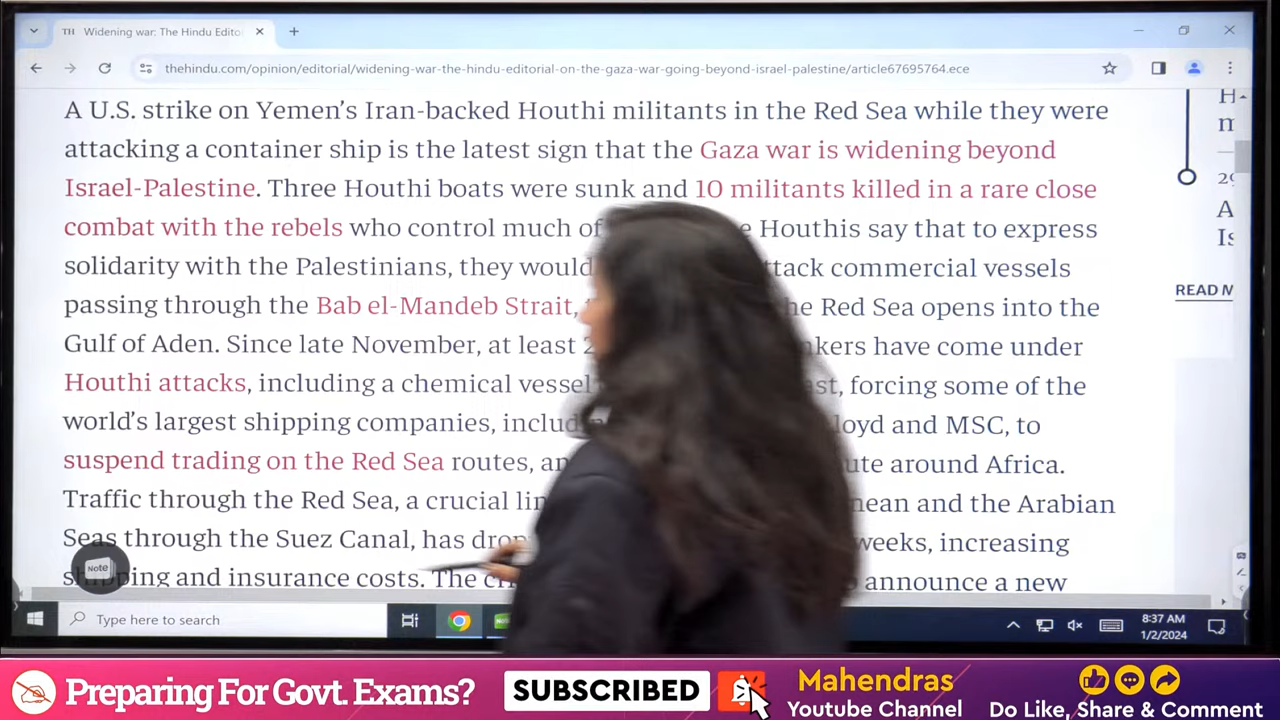 TH Widening war: The Hindu Edito
thehindu.com/opinion/editorial/widening-war-the-hindu-editorial-on-the-gaza-war-going-beyond-israel-palestine/article67695764.ece
A U.S. strike on Yemen's Iran-backed Houthi militants in the Red Sea while they were
attacking a container ship is the latest sign that the Gaza war is widening beyond
Israel-Palestine. Three Houthi boats were sunk and 10 militants killed in a rare close
combat with the rebels who control much of e Houthis say that to express
solidarity with the Palestinians, they would ttack commercial vessels
passing through the Bab el-Mandeb Strait, he Red Sea opens into the
Gulf of Aden. Since late November, at least 2 nkers have come under
Houthi attacks, including a chemical vessel ast, forcing some of the
world's largest shipping companies, includi loyd and MSC, to
suspend trading on the Red Sea routes, an ute around Africa.
Traffic through the Red Sea, a crucial lin nean and the Arabian
Seas through the Suez Canal, has drop weeks, increasing
shipping and insurance costs. The cr announce a new
29
A
Is
READ M
Note
Type here to search
8:37 AM
1/2/2024
Preparing For Govt. Exams?
SUBSCRIBED
Mahendras
Youtube Channel
Do Like, Share & Comment